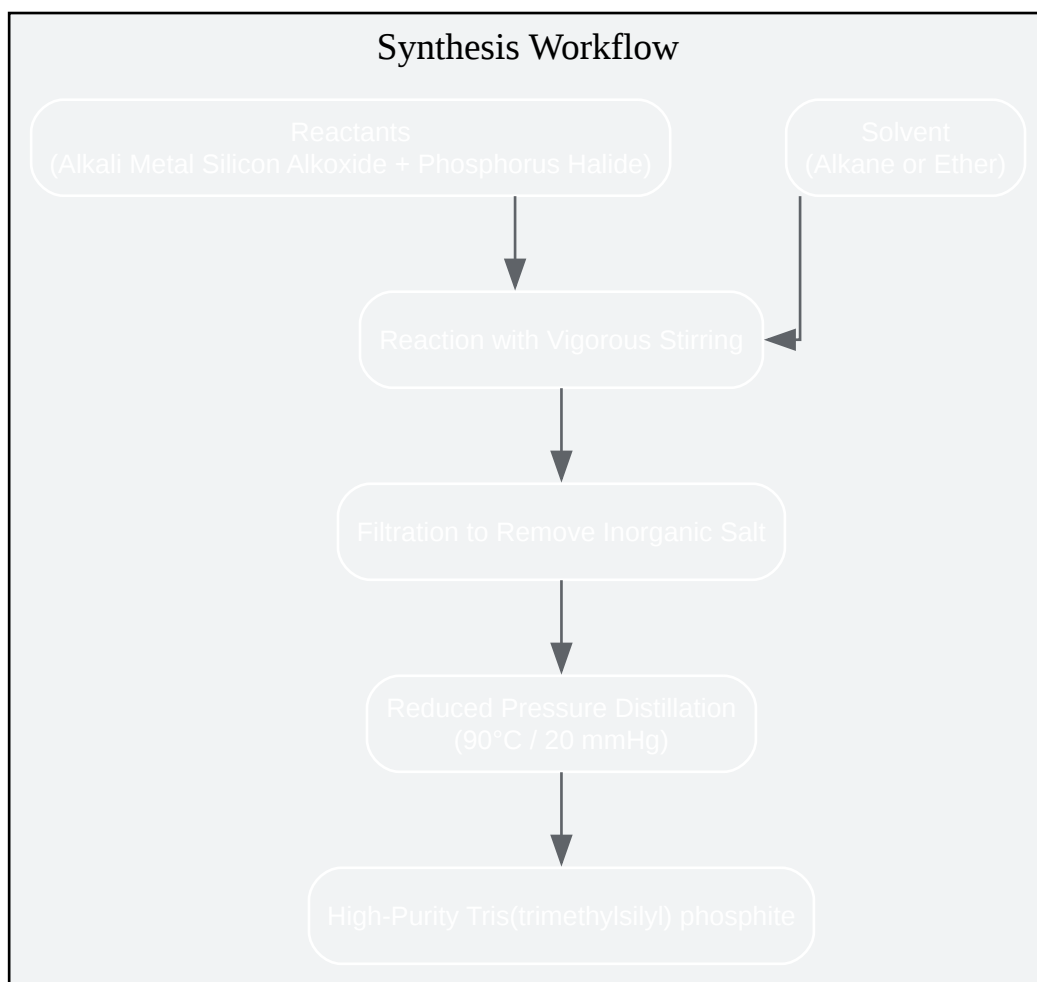 Synthesis Workflow
Reactants
(Alkali Metal Silicon Alkoxide + Phosphorus Halide)
Solvent
(Alkane or Ether)
Reaction with Vigorous Stirring
Filtration to Remove Inorganic Salt
Reduced Pressure Distillation
(90°C / 20 mmHg)
High-Purity Tris(trimethylsilyl) phosphite